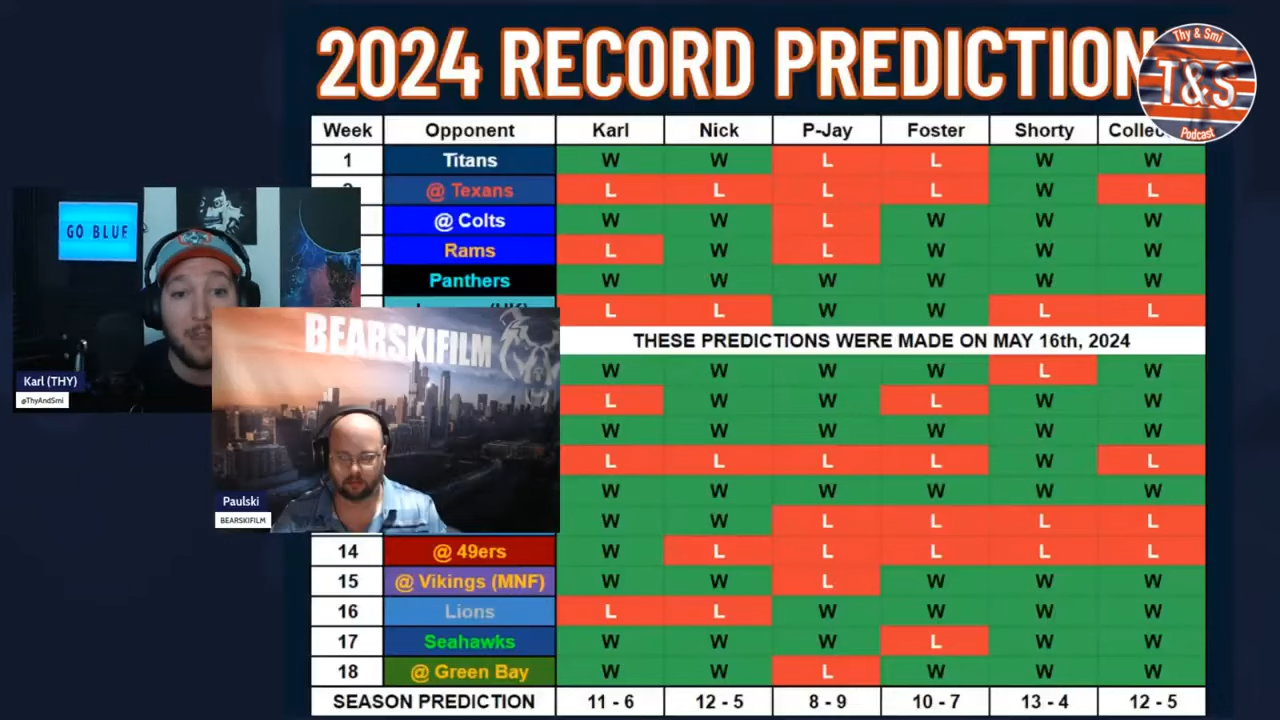 2024 RECORD PREDICTION
Thy & Smi
T&S
Podcast
Week Opponent Karl Nick P-Jay Foster Shorty Collec
1 Titans W W L L W W
@ Texans L L L L W L
@ Colts W W L W W W
Rams L W L W W W
Panthers W W W W W W
L L W W L L
THESE PREDICTIONS WERE MADE ON MAY 16th, 2024
W W W W L W
L W W L W W
W W W W W W
L L L L W L
W W W W W W
W W L L L L
14 @ 49ers W L L L L L
15 @ Vikings (MNF) W W L W W W
16 Lions L L W W W W
17 Seahawks W W W L W W
18 @ Green Bay W W L W W W
SEASON PREDICTION 11 - 6 12 - 5 8 - 9 10 - 7 13 - 4 12 - 5
GO BLUE
Karl (THY)
@ThyAndSmi
BEARSKIFILM
Paulski
BEARSKIFILM